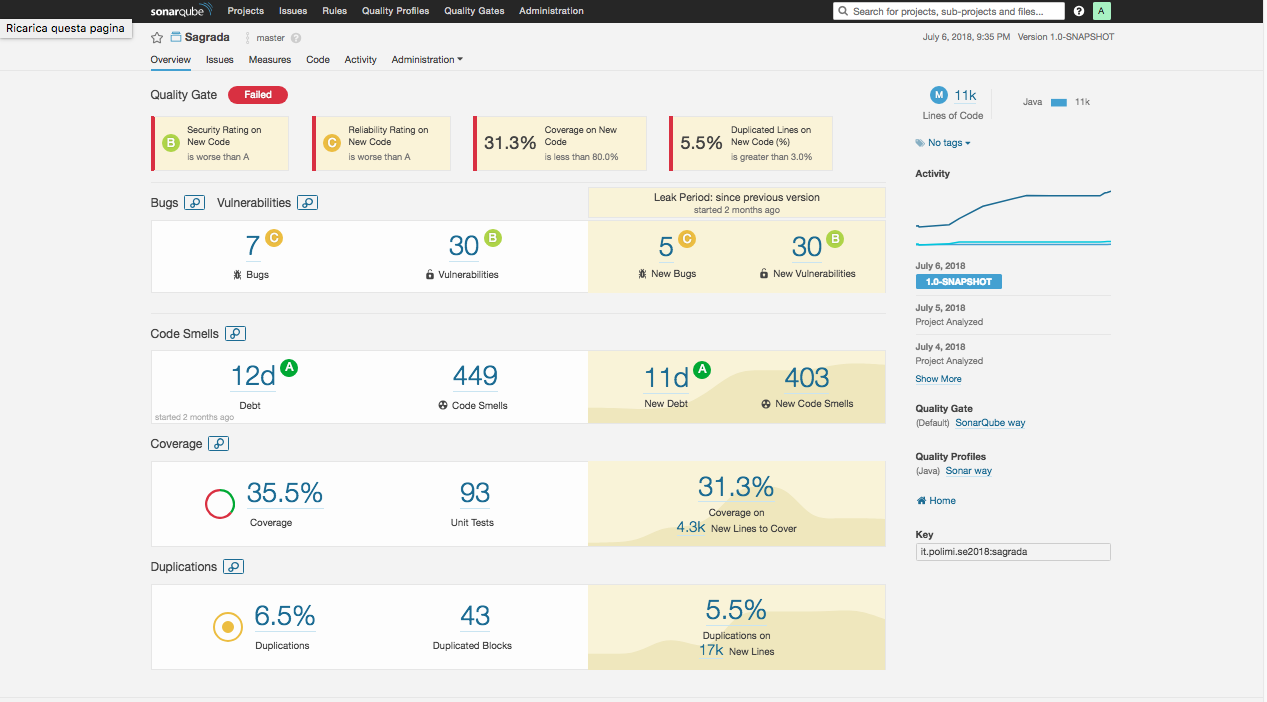 sonarqube Projects Issues Rules Quality Profiles Quality Gates Administration Search for projects, sub-projects and files... ? A
Ricarica questa pagina
Sagrada master ? July 6, 2018, 9:35 PM Version 1.0-SNAPSHOT
Overview Issues Measures Code Activity Administration
Quality Gate Failed
B Security Rating on New Code is worse than A
C Reliability Rating on New Code is worse than A
31.3% Coverage on New Code is less than 80.0%
5.5% Duplicated Lines on New Code (%) is greater than 3.0%
Bugs Vulnerabilities
Leak Period: since previous version
started 2 months ago
7 C 30 B 5 C 30 B
Bugs Vulnerabilities New Bugs New Vulnerabilities
Code Smells
12d A 449 11d A 403
Debt Code Smells New Debt New Code Smells
started 2 months ago
Coverage
35.5% 93 31.3%
Coverage Unit Tests Coverage on
4.3k New Lines to Cover
Duplications
6.5% 43 5.5%
Duplications Duplicated Blocks Duplications on
17k New Lines
M 11k Java 11k
Lines of Code
No tags
Activity
July 6, 2018
1.0-SNAPSHOT
July 5, 2018
Project Analyzed
July 4, 2018
Project Analyzed
Show More
Quality Gate
(Default) SonarQube way
Quality Profiles
(Java) Sonar way
Home
Key
it.polimi.se2018:sagrada